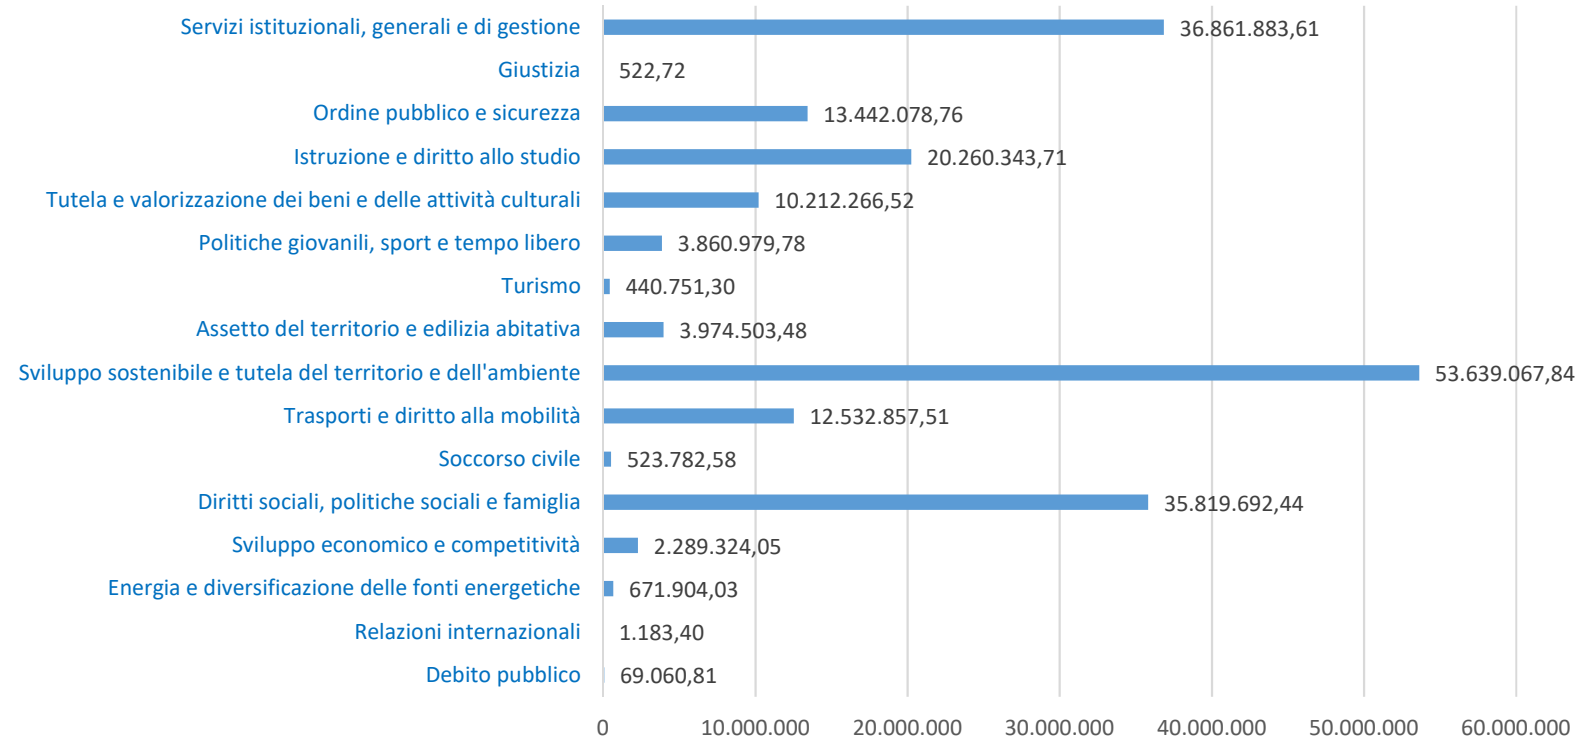 Servizi istituzionali, generali e di gestione 36.861.883,61
Giustizia 522,72
Ordine pubblico e sicurezza 13.442.078,76
Istruzione e diritto allo studio 20.260.343,71
Tutela e valorizzazione dei beni e delle attività culturali 10.212.266,52
Politiche giovanili, sport e tempo libero 3.860.979,78
Turismo 440.751,30
Assetto del territorio e edilizia abitativa 3.974.503,48
Sviluppo sostenibile e tutela del territorio e dell'ambiente 53.639.067,84
Trasporti e diritto alla mobilità 12.532.857,51
Soccorso civile 523.782,58
Diritti sociali, politiche sociali e famiglia 35.819.692,44
Sviluppo economico e competitività 2.289.324,05
Energia e diversificazione delle fonti energetiche 671.904,03
Relazioni internazionali 1.183,40
Debito pubblico 69.060,81
0 10.000.000 20.000.000 30.000.000 40.000.000 50.000.000 60.000.000